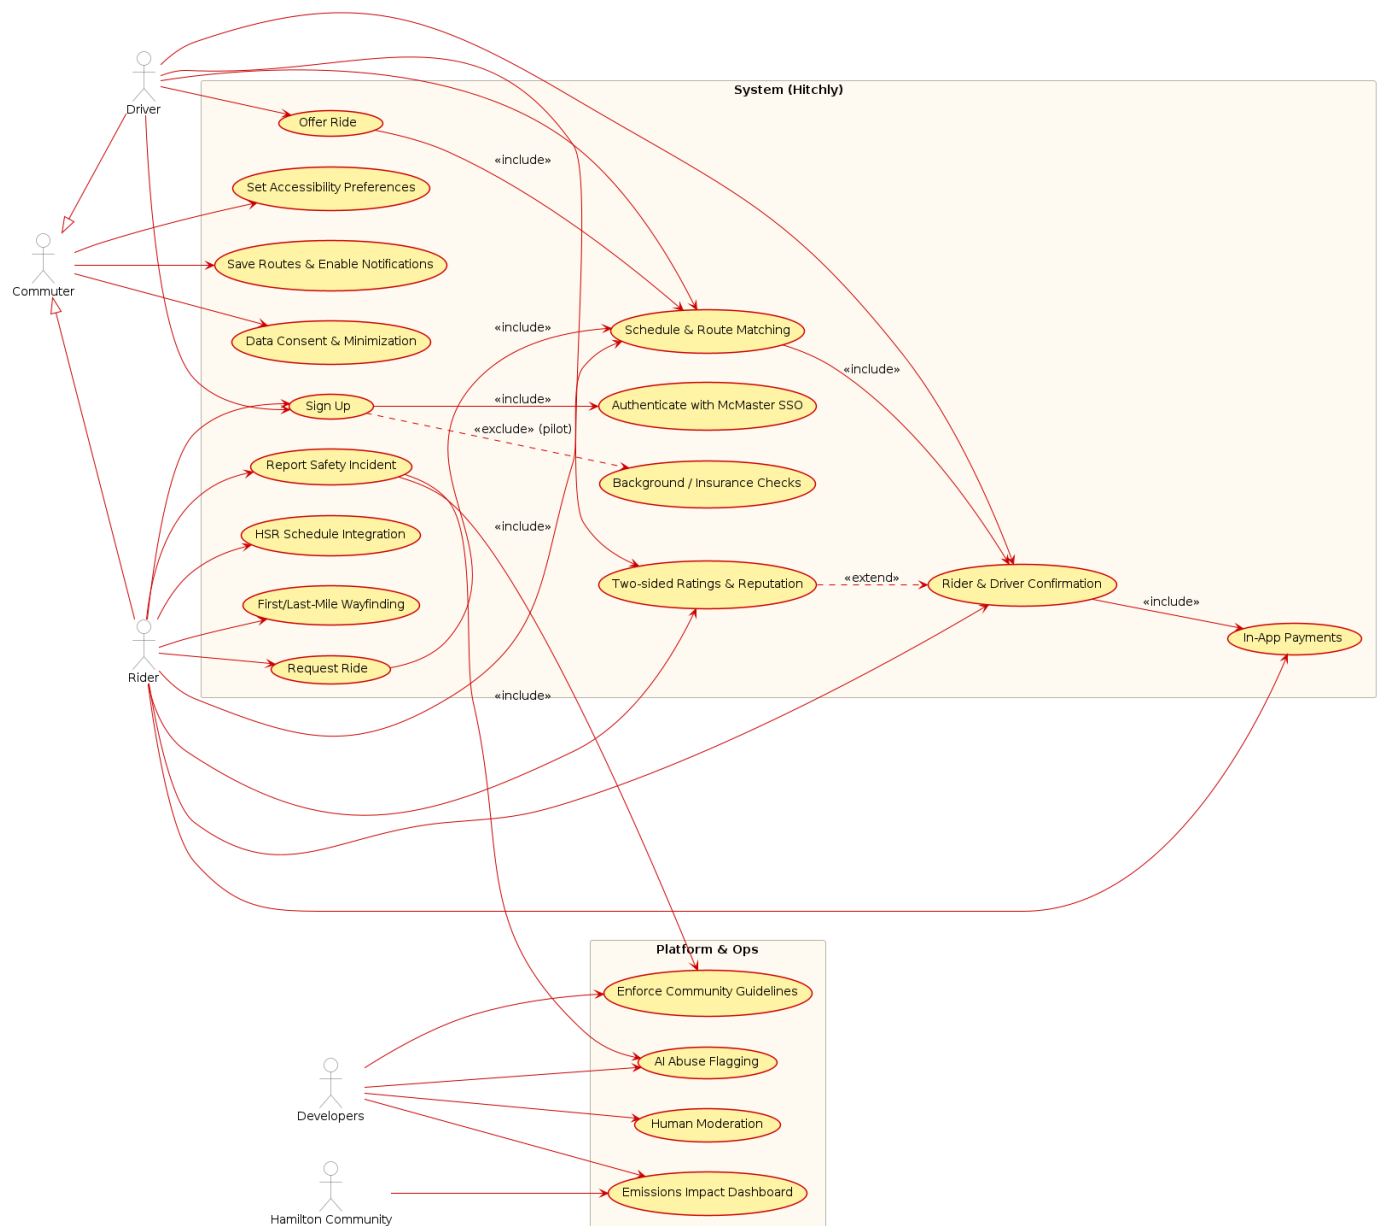 System (Hitchly)
Driver
Offer Ride
«include»
Set Accessibility Preferences
Commuter
Save Routes & Enable Notifications
«include»
Schedule & Route Matching
Data Consent & Minimization
«include»
Sign Up
«include»
Authenticate with McMaster SSO
«exclude» (pilot)
Report Safety Incident
Background / Insurance Checks
HSR Schedule Integration
«include»
Two-sided Ratings & Reputation
«extend»
Rider & Driver Confirmation
«include»
First/Last-Mile Wayfinding
In-App Payments
Rider
Request Ride
«include»
Platform & Ops
Enforce Community Guidelines
AI Abuse Flagging
Developers
Human Moderation
Emissions Impact Dashboard
Hamilton Community